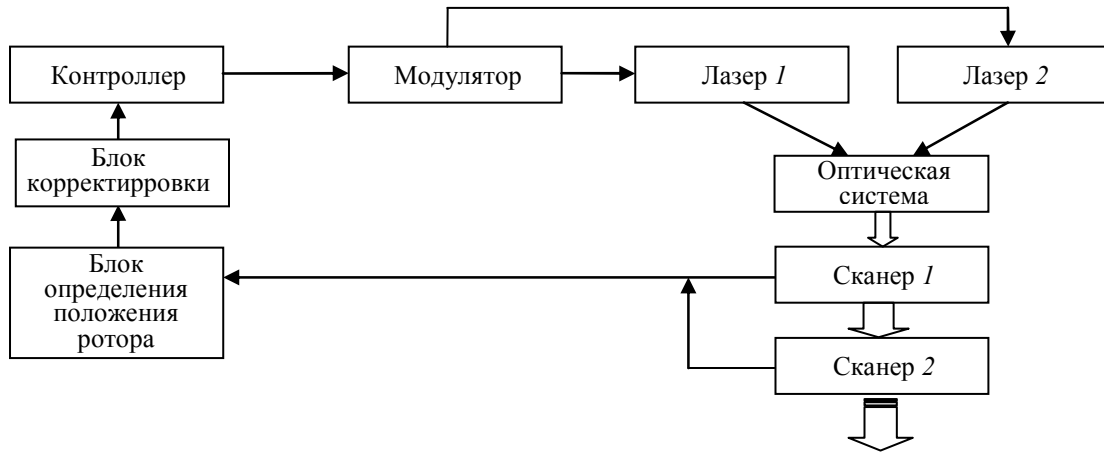 Контроллер
Модулятор
Лазер 1
Лазер 2
Блок
корректирровки
Оптическая
система
Блок
определения
положения
ротора
Сканер 1
Сканер 2